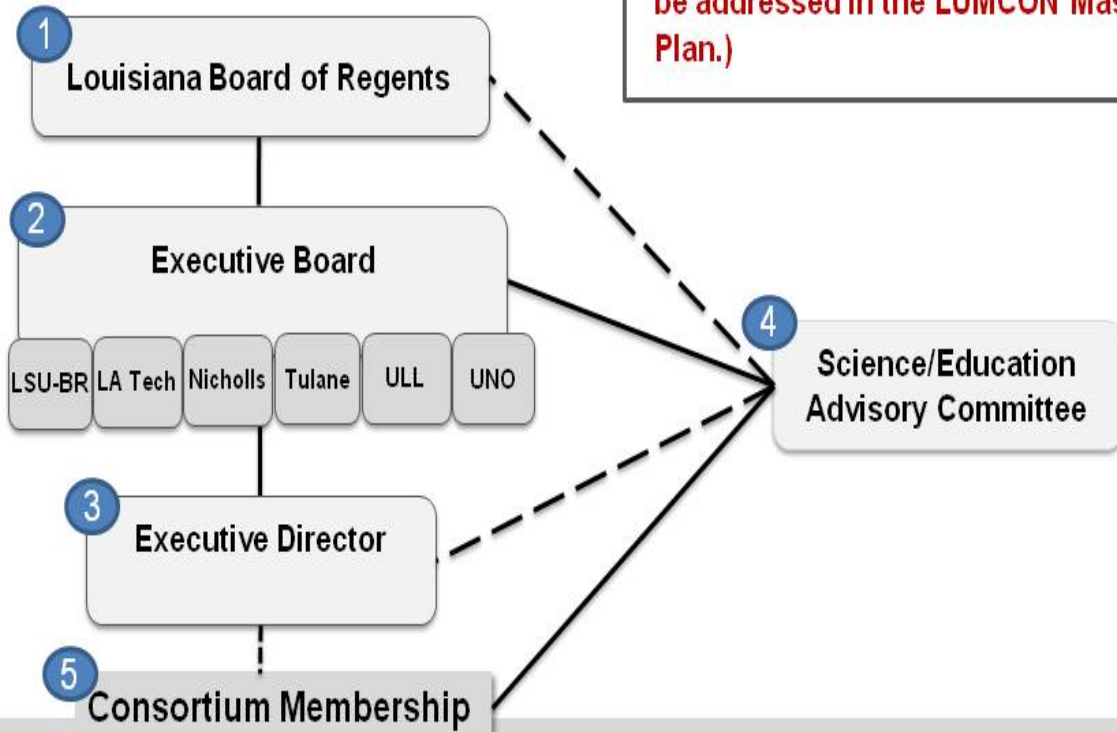 be addressed in the LUMCON Mas
Plan.)
1
Louisiana Board of Regents
2
Executive Board
LSU-BR LA Tech Nicholls Tulane ULL UNO
4
Science/Education
Advisory Committee
3
Executive Director
5
Consortium Membership